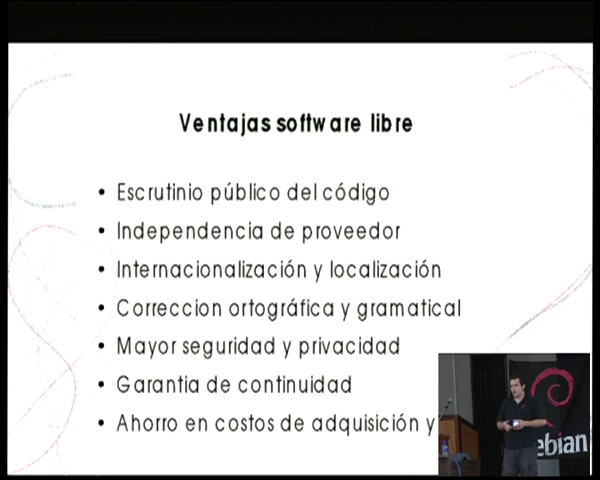 Ventajas software libre
• Escrutinio público del código
• Independencia de proveedor
• Internacionalización y localización
• Correccion ortográfica y gramatical
• Mayor seguridad y privacidad
• Garantia de continuidad
• Ahorro en costos de adquisición y
ebian